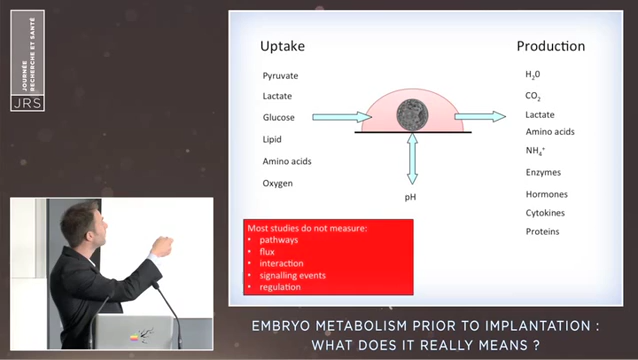 JOURNÉE
RECHERCHE ET SANTÉ
JRS
Uptake
Pyruvate
Lactate
Glucose
Lipid
Amino acids
Oxygen
pH
Production
H₂0
CO₂
Lactate
Amino acids
NH₄⁺
Enzymes
Hormones
Cytokines
Proteins
Most studies do not measure:
• pathways
• flux
• interaction
• signailing events
• regulation
EMBRYO METABOLISM PRIOR TO IMPLANTATION :
WHAT DOES IT REALLY MEANS ?